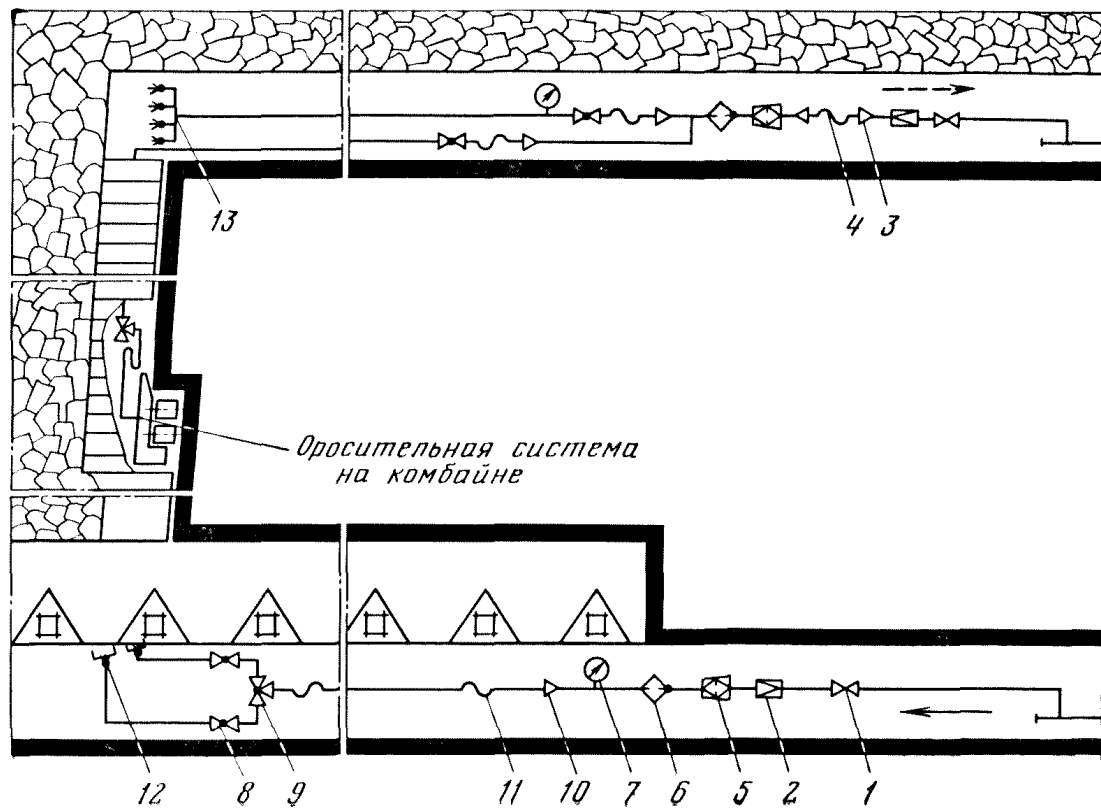 13
4 3
Оросительная система
на комбайне
12 8 9 11 10 7 6 5 2 1